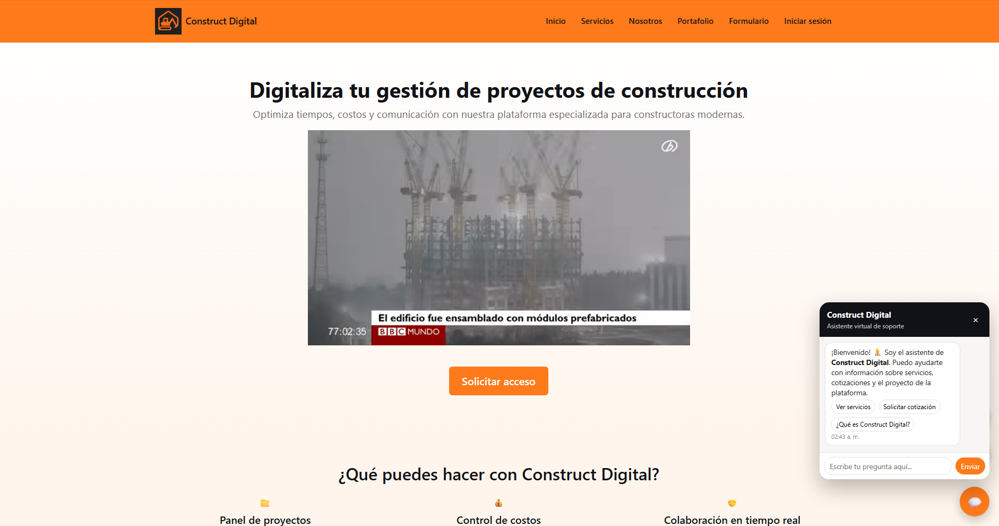 Construct Digital
Inicio
Servicios
Nosotros
Portafolio
Formulario
Iniciar sesión
Digitaliza tu gestión de proyectos de construcción
Optimiza tiempos, costos y comunicación con nuestra plataforma especializada para constructoras modernas.
El edificio fue ensamblado con módulos prefabricados
77:02:35
BBC MUNDO
Solicitar acceso
¿Qué puedes hacer con Construct Digital?
Panel de proyectos
Control de costos
Colaboración en tiempo real
Construct Digital
×
Asistente virtual de soporte
¡Bienvenido! Soy el asistente de
Construct Digital. Puedo ayudarte
con información sobre servicios,
cotizaciones y el proyecto de la
plataforma.
Ver servicios
Solicitar cotización
¿Qué es Construct Digital?
02:43 a. m.
Escribe tu pregunta aquí...
Enviar